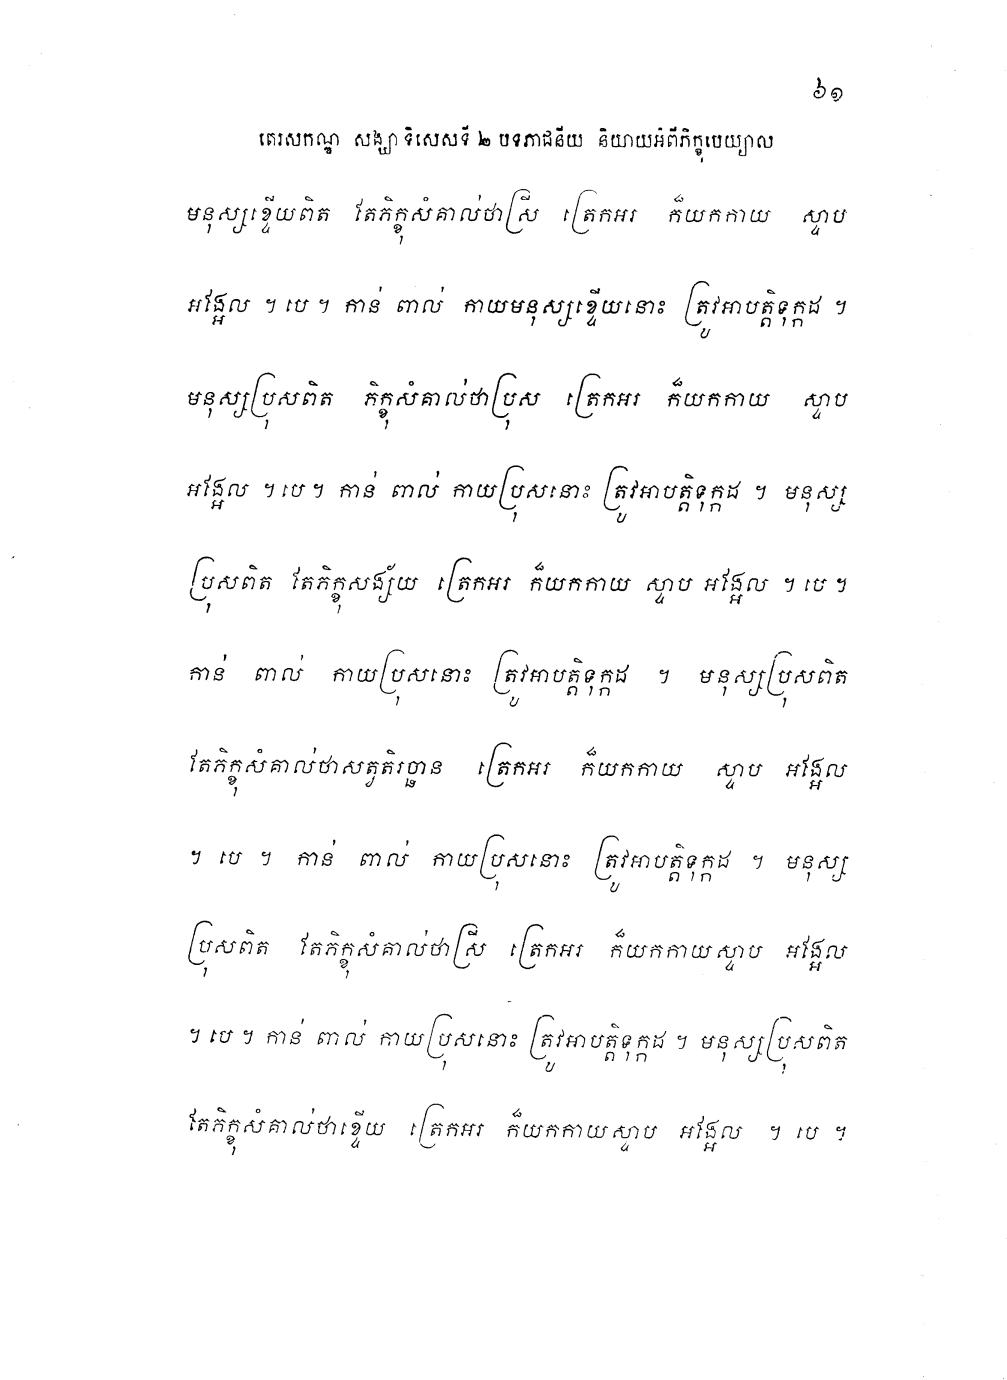 ៦១
តេរសកណ្ឌ សង្ឃាទិសេសទី ២ បទភាជនីយ និយាយអំពីភិក្ខុបេយ្យាល
មនុស្សខ្ទើយពិត តែភិក្ខុសំគាល់ថាស្រី ត្រេកអរ ក៏យកកាយ ស្ទាប
អង្អែល ។ បេ ។ កាន់ ពាល់ កាយមនុស្សខ្ទើយនោះ ត្រូវអាបត្តិទុក្កដ ។
មនុស្សប្រុសពិត ភិក្ខុសំគាល់ថាប្រុស ត្រេកអរ ក៏យកកាយ ស្ទាប
អង្អែល ។ បេ ។ កាន់ ពាល់ កាយប្រុសនោះ ត្រូវអាបត្តិទុក្កដ ។ មនុស្ស
ប្រុសពិត តែភិក្ខុសង្ស័យ ត្រេកអរ ក៏យកកាយ ស្ទាប អង្អែល ។ បេ ។
កាន់ ពាល់ កាយប្រុសនោះ ត្រូវអាបត្តិទុក្កដ ។ មនុស្សប្រុសពិត
តែភិក្ខុសំគាល់ថាសត្វតិរច្ឆាន ត្រេកអរ ក៏យកកាយ ស្ទាប អង្អែល
។ បេ ។ កាន់ ពាល់ កាយប្រុសនោះ ត្រូវអាបត្តិទុក្កដ ។ មនុស្ស
ប្រុសពិត តែភិក្ខុសំគាល់ថាស្រី ត្រេកអរ ក៏យកកាយស្ទាប អង្អែល
។ បេ ។ កាន់ ពាល់ កាយប្រុសនោះ ត្រូវអាបត្តិទុក្កដ ។ មនុស្សប្រុសពិត
តែភិក្ខុសំគាល់ថាខ្ទើយ ត្រេកអរ ក៏យកកាយស្ទាប អង្អែល ។ បេ ។